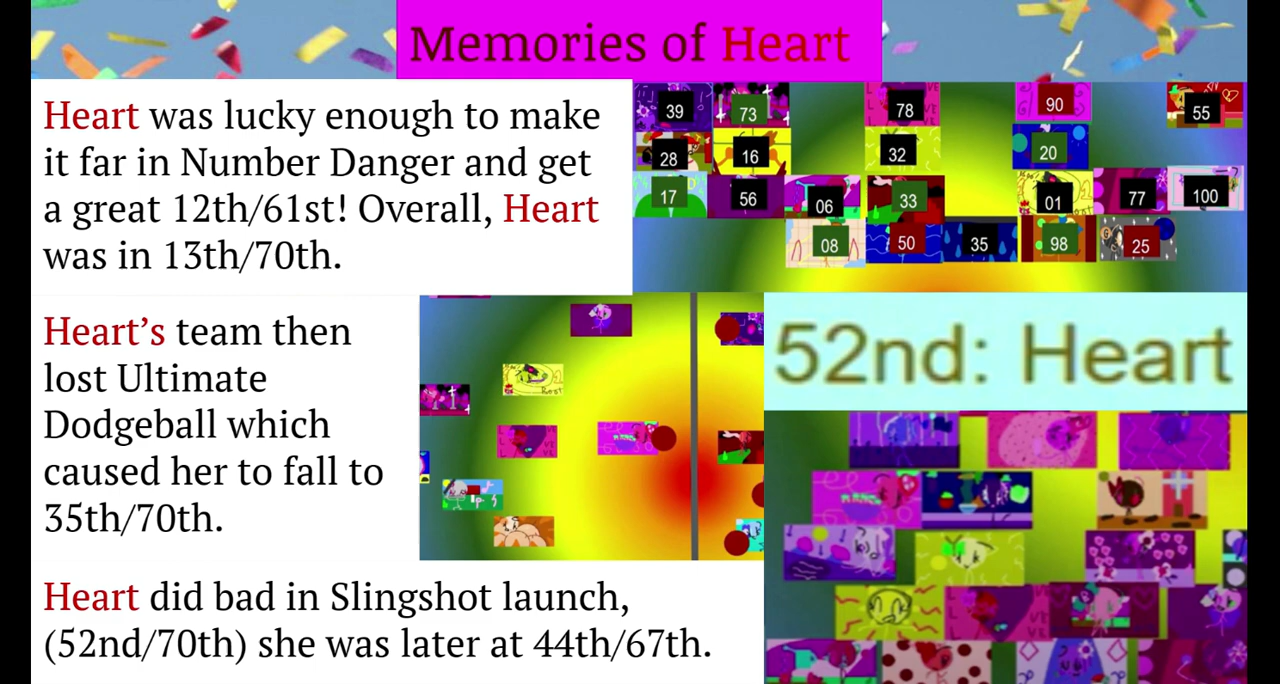 Memories of Heart
Heart was lucky enough to make
it far in Number Danger and get
a great 12th/61st! Overall, Heart
was in 13th/70th.
39 73 78 90 55
28 16 32 20
17 56 06 33 01 77 100
08 50 35 98 25
Heart's team then
lost Ultimate
Dodgeball which
caused her to fall to
35th/70th.
52nd: Heart
Heart did bad in Slingshot launch,
(52nd/70th) she was later at 44th/67th.